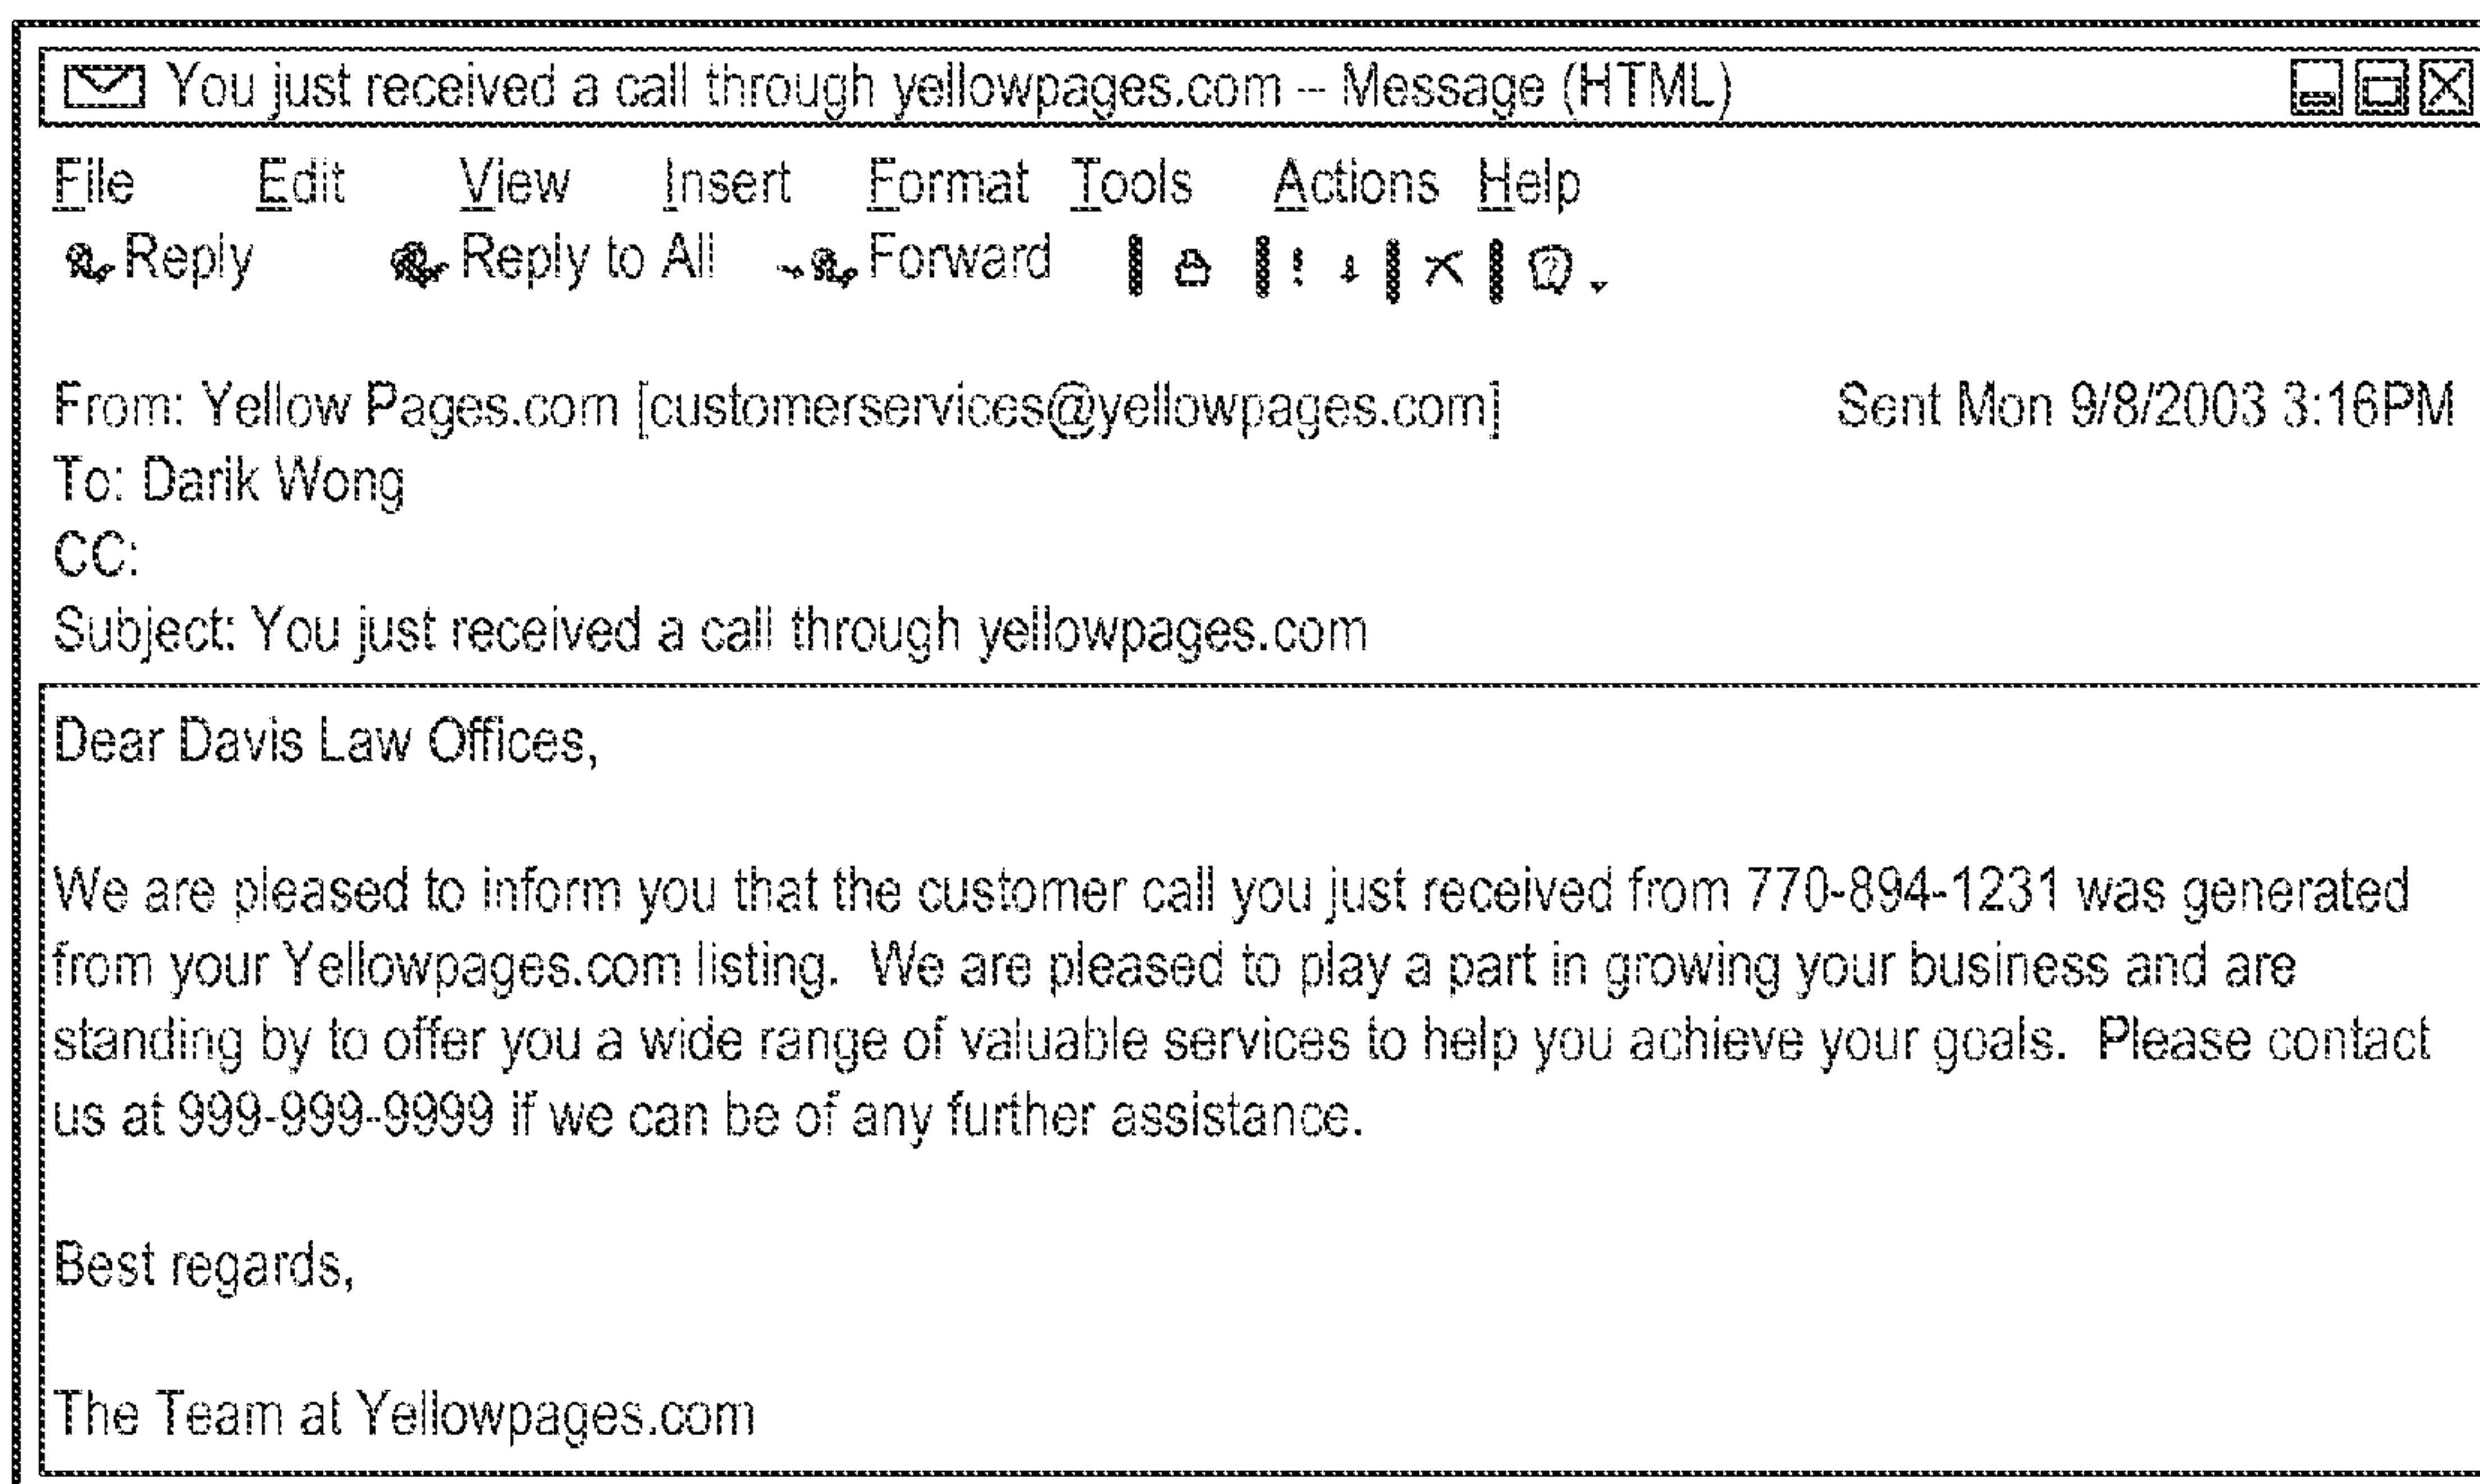 You just received a call through yellowpages.com -- Message (HTML)
File Edit View Insert Format Tools Actions Help
Reply Reply to All Forward
From: Yellow Pages.com [customerservices@yellowpages.com] Sent Mon 9/8/2003 3:16PM
To: Darik Wong
CC:
Subject: You just received a call through yellowpages.com
Dear Davis Law Offices,
We are pleased to inform you that the customer call you just received from 770-894-1231 was generated
from your Yellowpages.com listing. We are pleased to play a part in growing your business and are
standing by to offer you a wide range of valuable services to help you achieve your goals. Please contact
us at 999-999-9999 if we can be of any further assistance.
Best regards,
The Team at Yellowpages.com